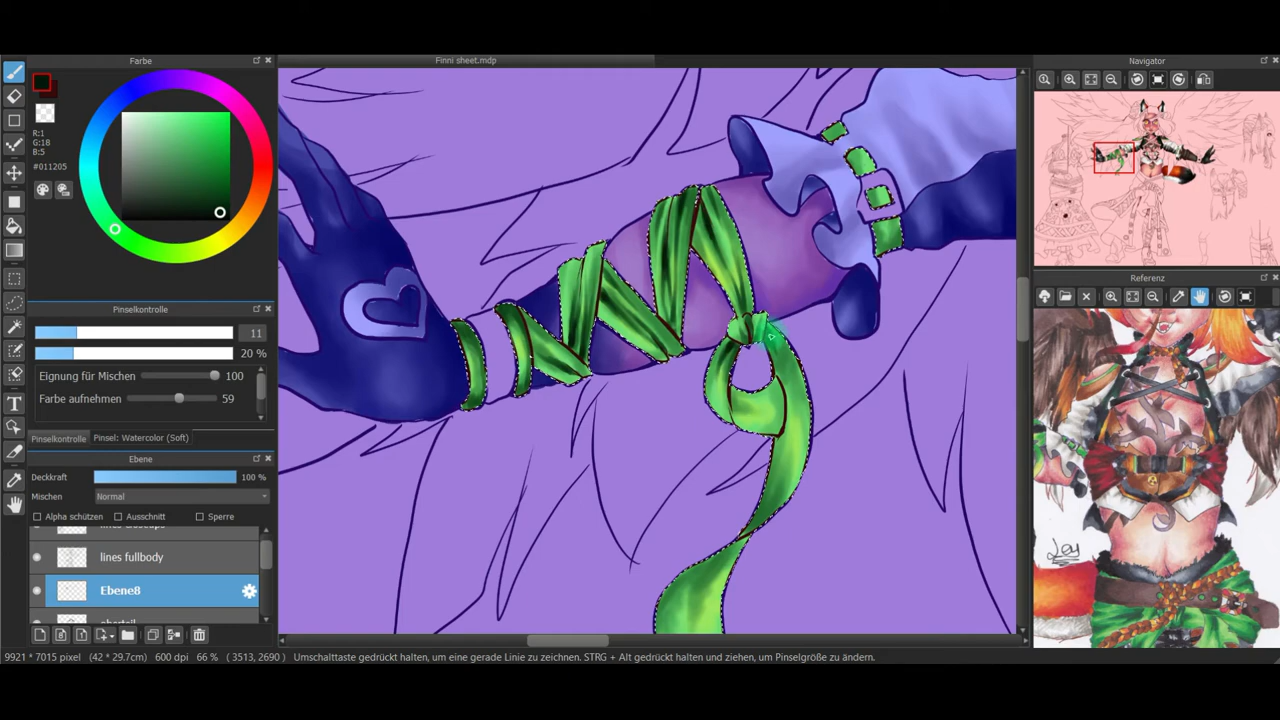 Farbe
Finni sheet.mdp
Navigator
R:1
G:18
B:5
#011205
Referenz
Pinselkontrolle
11
20 %
Eignung für Mischen 100
Farbe aufnehmen 59
Pinselkontrolle Pinsel: Watercolor (Soft)
Ebene
Deckkraft 100 %
Mischen Normal
Alpha schützen Ausschnitt Sperre
lines fullbody
Ebene8
9921 * 7015 pixel (42 * 29.7cm) 600 dpi 66 % ( 3513, 2690 ) Umschalttaste gedrückt halten, um eine gerade Linie zu zeichnen. STRG + Alt gedrückt halten und ziehen, um Pinselgröße zu ändern.